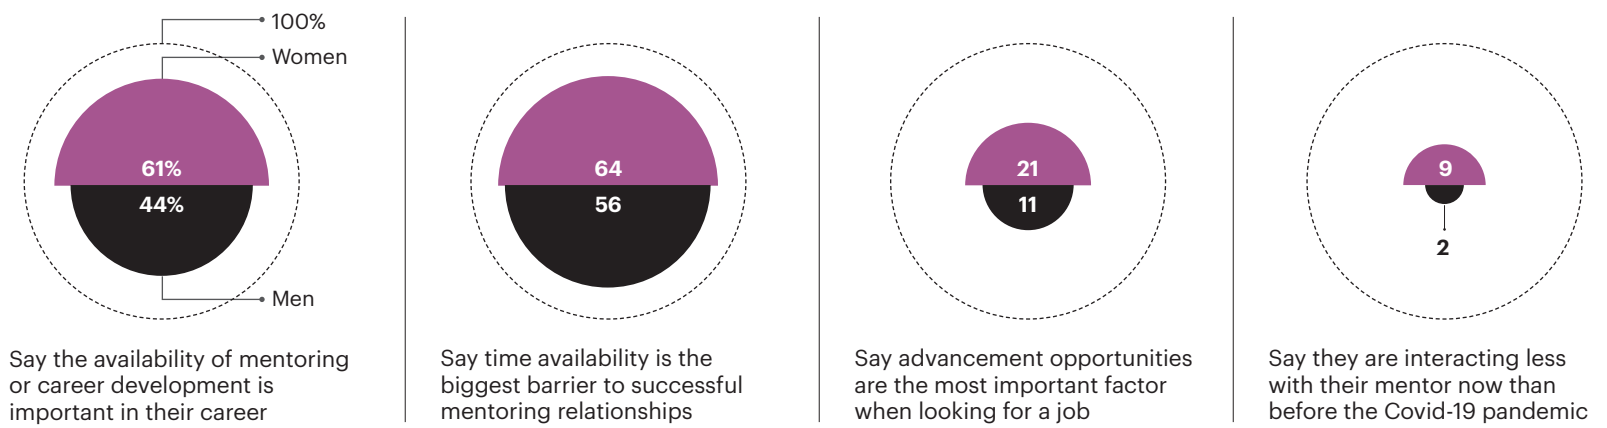 100%
Women
61%
44%
Men
Say the availability of mentoring
or career development is
important in their career
64
56
Say time availability is the
biggest barrier to successful
mentoring relationships
21
11
Say advancement opportunities
are the most important factor
when looking for a job
9
2
Say they are interacting less
with their mentor now than
before the Covid-19 pandemic